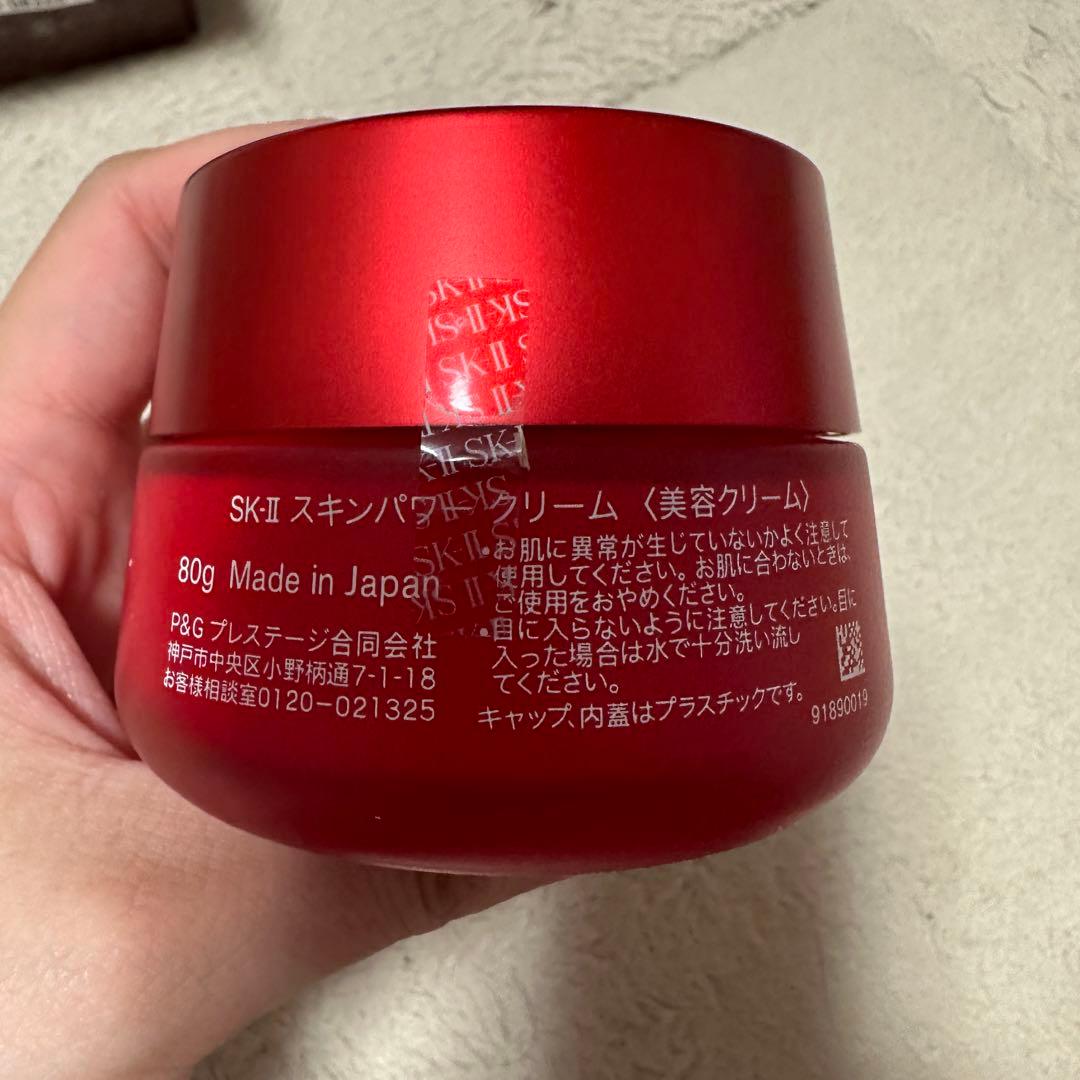 SK-II
SK-II
SK-II
SK-II スキンパワー クリーム 〈美容クリーム〉
80g Made in Japan
P&G プレステージ合同会社
神戸市中央区小野柄通7-1-18
お客様相談室0120-021325
・お肌に異常が生じていないかよく注意して
使用してください。お肌に合わないときは、
ご使用をおやめください。
・目に入らないように注意してください。目に
入った場合は水で十分洗い流し
てください。
キャップ、内蓋はプラスチックです。
91890019